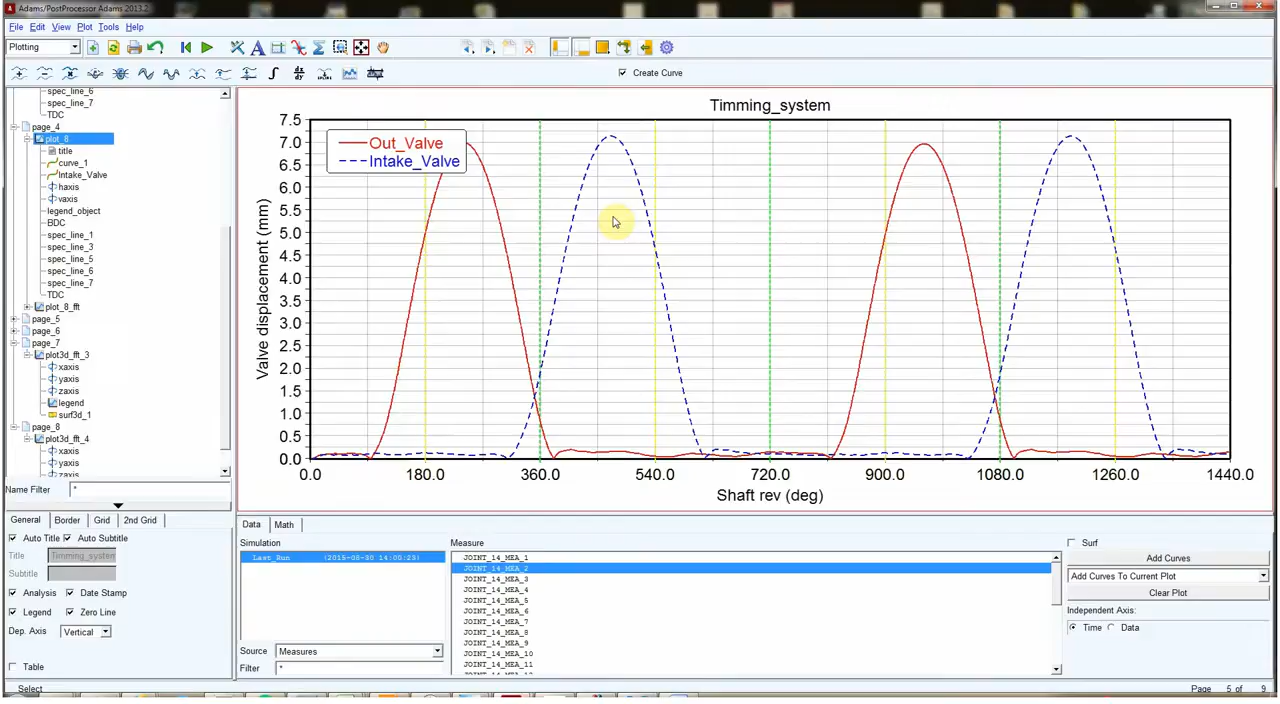 Adams/PostProcessor Adams 2013.2
File Edit View Plot Tools Help
Plotting
Create Curve
spec_line_6
spec_line_7
TDC
page_4
plot_8
title
curve_1
Intake_Valve
haxis
vaxis
legend_object
BDC
spec_line_1
spec_line_3
spec_line_5
spec_line_6
spec_line_7
TDC
plot_8_fft
page_5
page_6
page_7
plot3d_fft_3
xaxis
yaxis
zaxis
legend
surf3d_1
page_8
plot3d_fft_4
xaxis
yaxis
zaxis
Name Filter *
General Border Grid 2nd Grid
Auto Title Auto Subtitle
Title Timming_system
Subtitle
Analysis Date Stamp
Legend Zero Line
Dep. Axis Vertical
Table
Select
Timming_system
Out_Valve
Intake_Valve
Valve displacement (mm)
7.5
7.0
6.5
6.0
5.5
5.0
4.5
4.0
3.5
3.0
2.5
2.0
1.5
1.0
0.5
0.0
0.0 180.0 360.0 540.0 720.0 900.0 1080.0 1260.0 1440.0
Shaft rev (deg)
Data Math
Simulation
Last_Run (2015-08-30 14:00:23)
Source Measures
Filter *
Measure
JOINT_14_MEA_1
JOINT_14_MEA_2
JOINT_14_MEA_3
JOINT_14_MEA_4
JOINT_14_MEA_5
JOINT_14_MEA_6
JOINT_14_MEA_7
JOINT_14_MEA_8
JOINT_14_MEA_9
JOINT_14_MEA_10
JOINT_14_MEA_11
Surf
Add Curves
Add Curves To Current Plot
Clear Plot
Independent Axis:
Time Data
Page 5 of 9